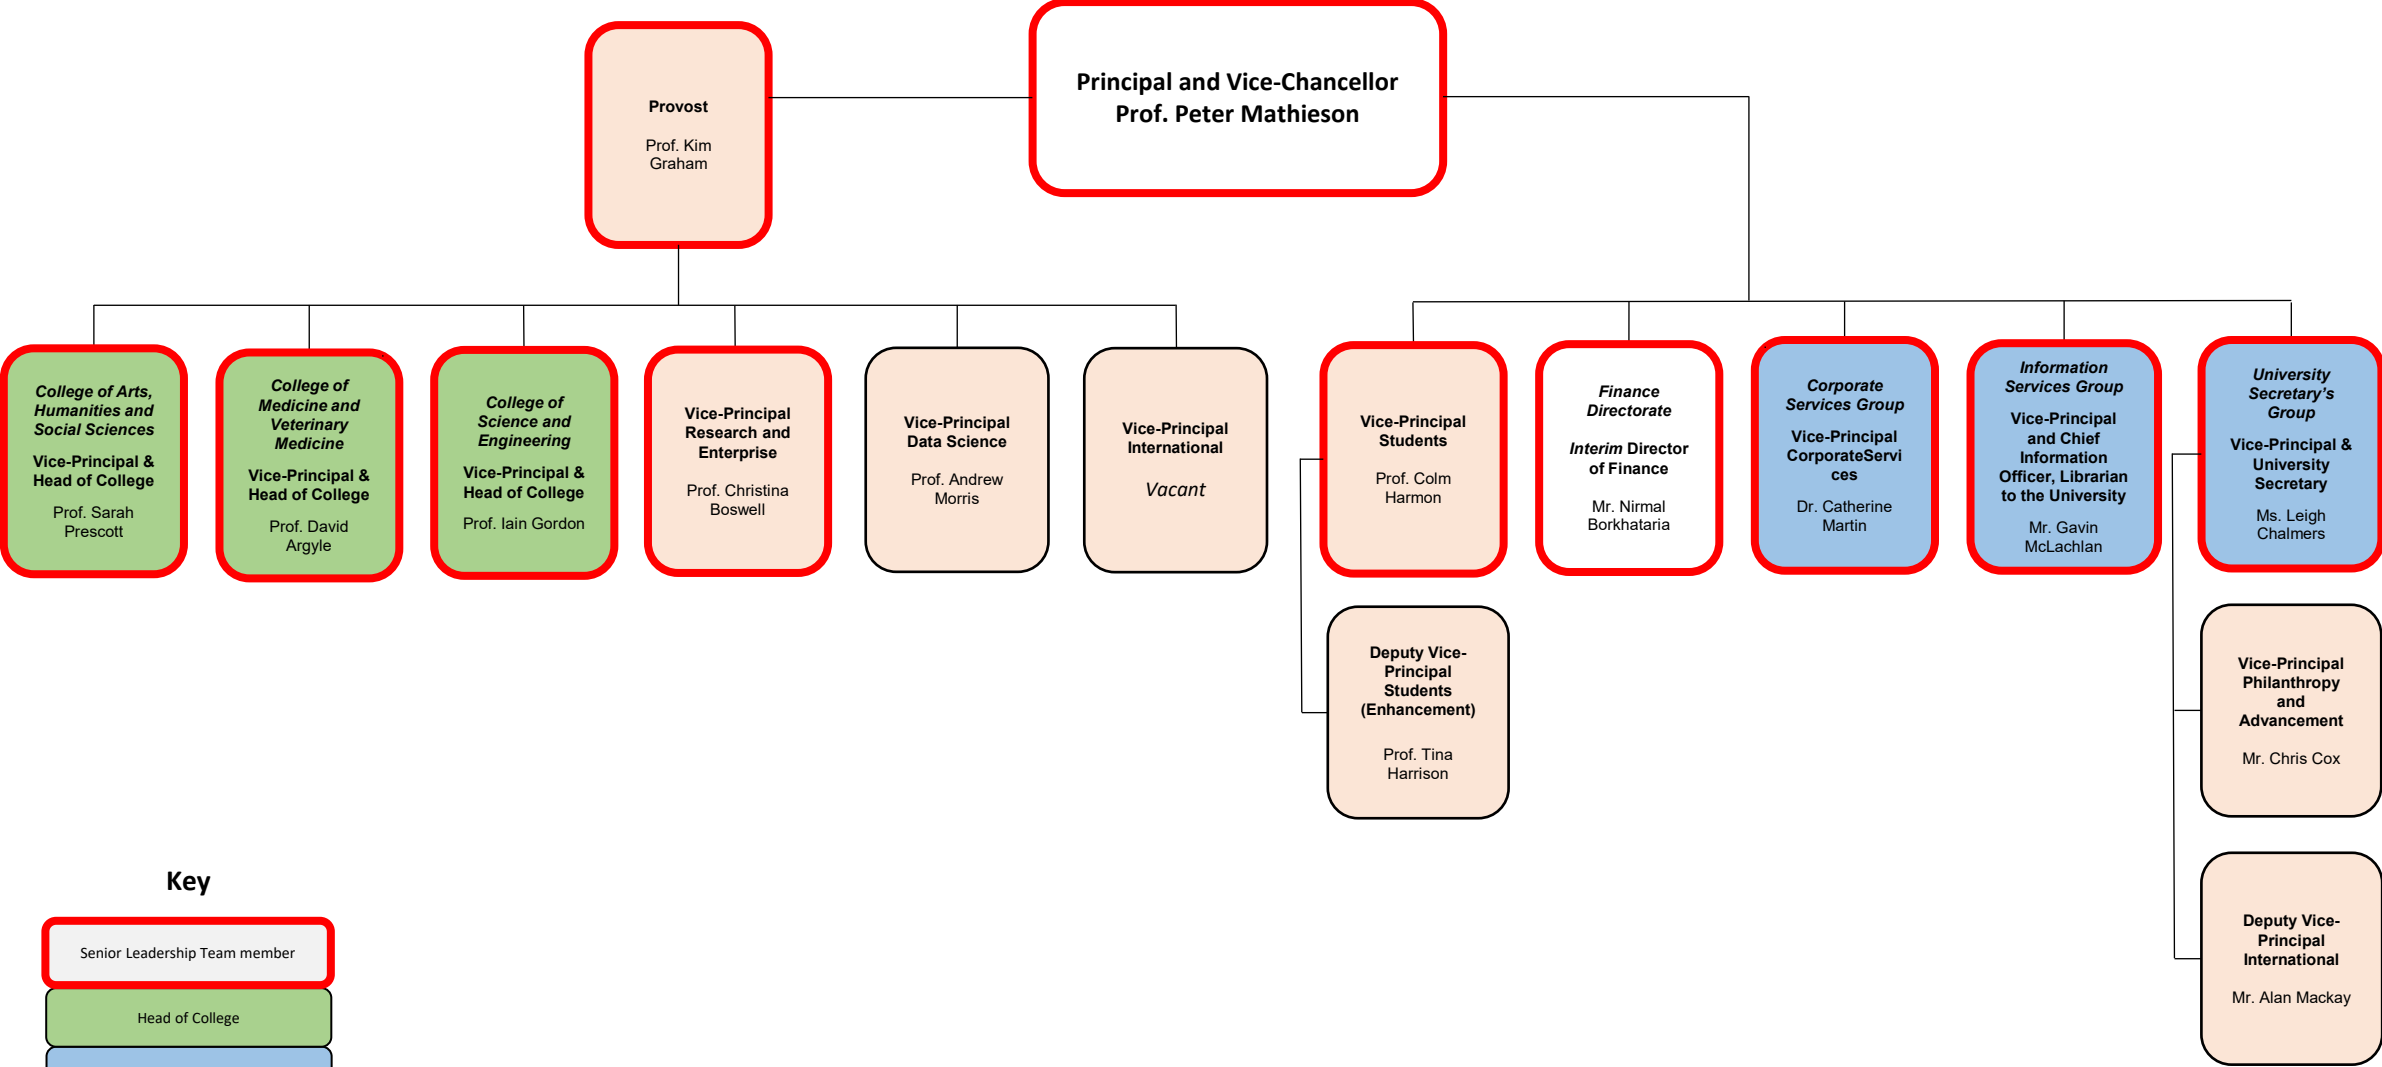 Principal and Vice-Chancellor
Prof. Peter Mathieson
Provost
Prof. Kim
Graham
College of Arts,
Humanities and
Social Sciences
Vice-Principal &
Head of College
Prof. Sarah
Prescott
College of
Medicine and
Veterinary
Medicine
Vice-Principal &
Head of College
Prof. David
Argyle
College of
Science and
Engineering
Vice-Principal &
Head of College
Prof. Iain Gordon
Vice-Principal
Research and
Enterprise
Prof. Christina
Boswell
Vice-Principal
Data Science
Prof. Andrew
Morris
Vice-Principal
International
Vacant
Vice-Principal
Students
Prof. Colm
Harmon
Finance
Directorate
Interim Director
of Finance
Mr. Nirmal
Borkhataria
Corporate
Services Group
Vice-Principal
CorporateServi
ces
Dr. Catherine
Martin
Information
Services Group
Vice-Principal
and Chief
Information
Officer, Librarian
to the University
Mr. Gavin
McLachlan
University
Secretary’s
Group
Vice-Principal &
University
Secretary
Ms. Leigh
Chalmers
Deputy Vice-
Principal
Students
(Enhancement)
Prof. Tina
Harrison
Vice-Principal
Philanthropy
and
Advancement
Mr. Chris Cox
Deputy Vice-
Principal
International
Mr. Alan Mackay
Key
Senior Leadership Team member
Head of College